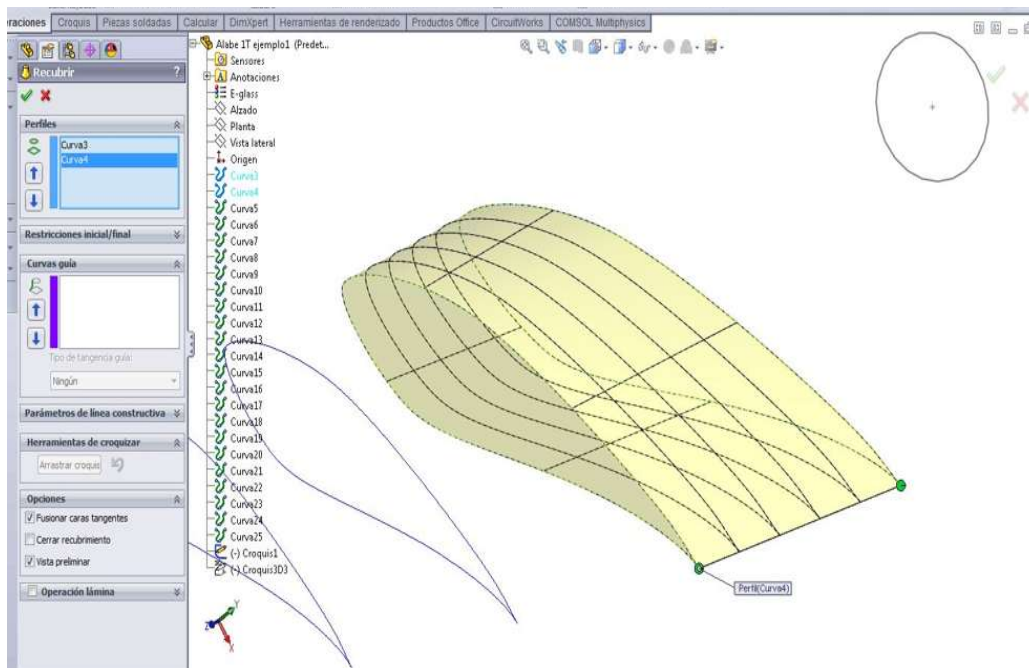 eraciones Croquis Piezas soldadas Calcular DimXpert Herramientas de renderizado Productos Office CircuitWorks COMSOL Multiphysics
Recubrir ?
Perfiles
Curva3
Curva4
Restricciones inicial/final
Curvas guía
Tipo de tangencia guía:
Ningún
Parámetros de línea constructiva
Herramientas de croquizar
Arrastrar croquis
Opciones
Fusionar caras tangentes
Cerrar recubrimiento
Vista preliminar
Operación lámina
Alabe 1T ejemplo1 (Predet...
Sensores
Anotaciones
E-glass
Alzado
Planta
Vista lateral
Origen
Curva3
Curva4
Curva5
Curva6
Curva7
Curva8
Curva9
Curva10
Curva11
Curva12
Curva13
Curva14
Curva15
Curva16
Curva17
Curva18
Curva19
Curva20
Curva21
Curva22
Curva23
Curva24
Curva25
(-) Croquis1
(-) Croquis3D3
Perfil(Curva4)
Y
Z
X